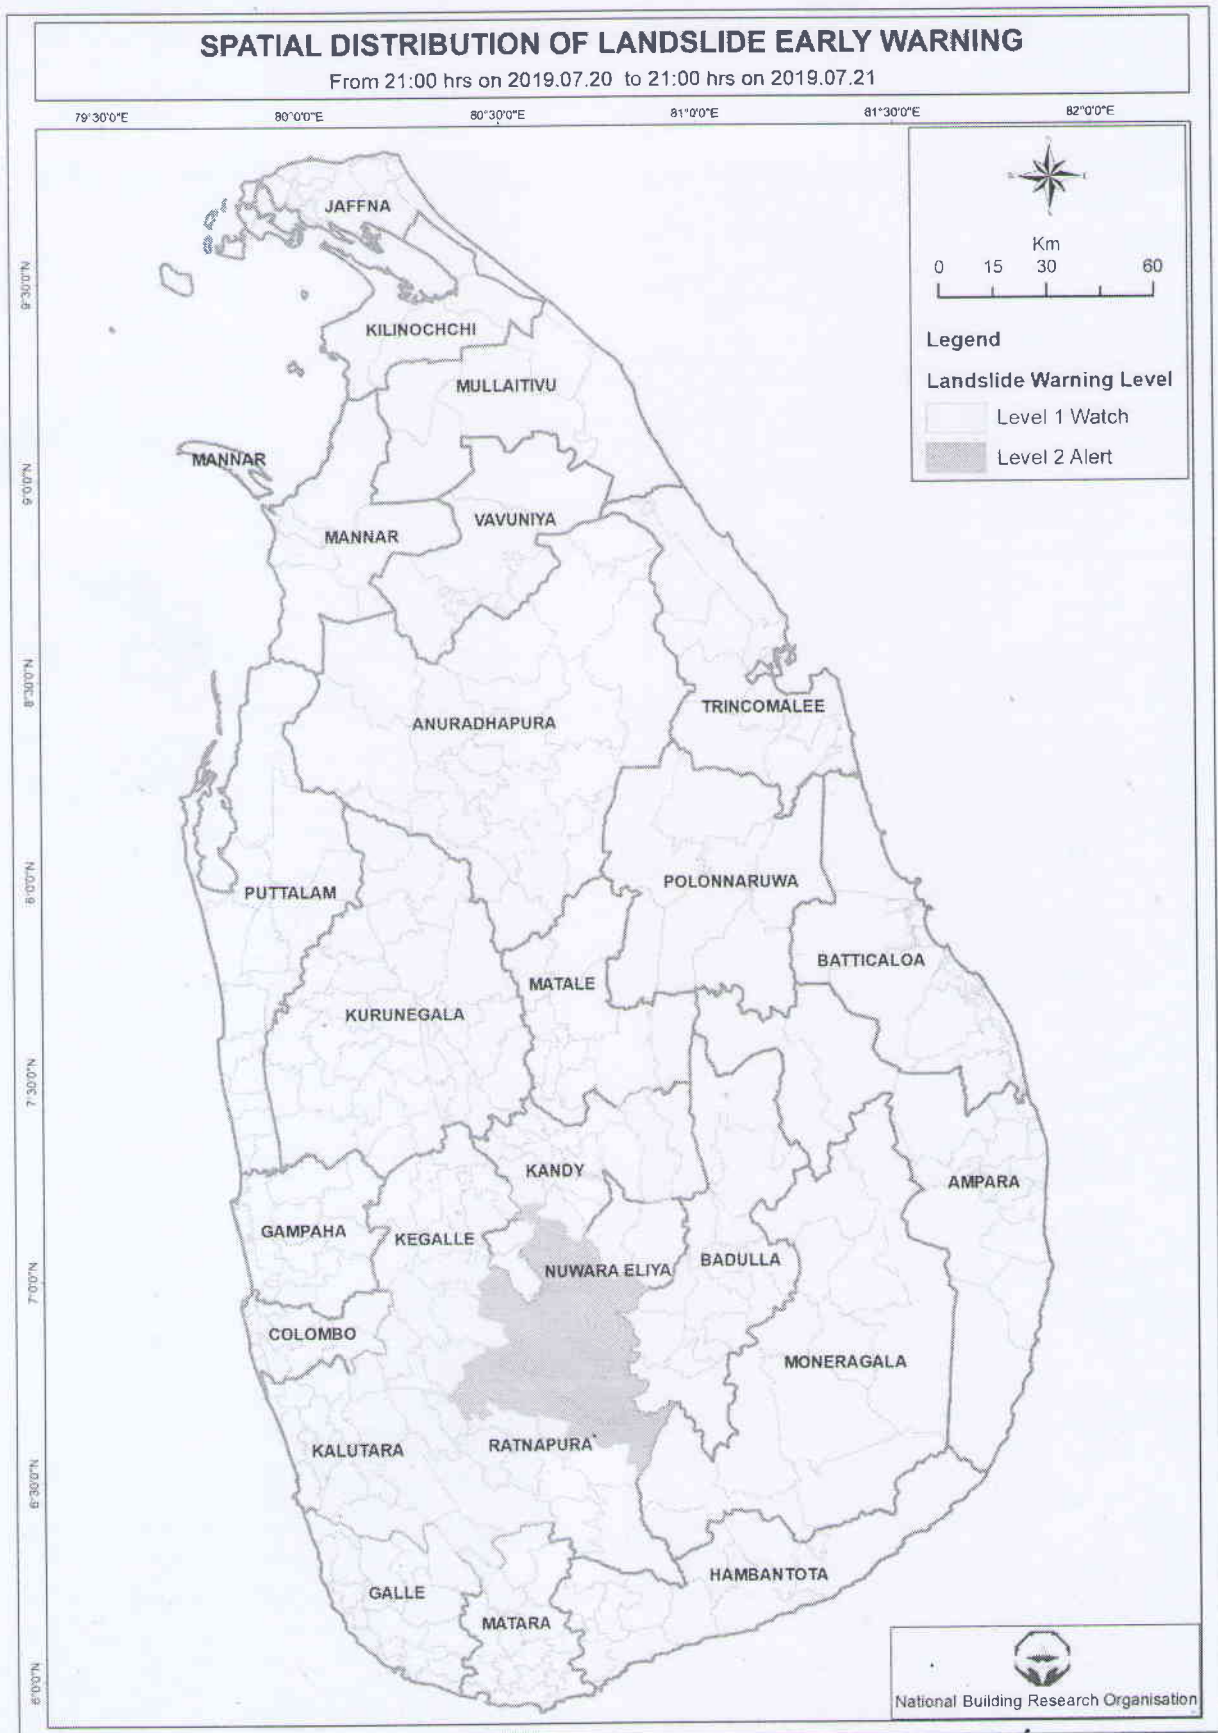 SPATIAL DISTRIBUTION OF LANDSLIDE EARLY WARNING
From 21:00 hrs on 2019.07.20 to 21:00 hrs on 2019.07.21
79°30'0"E 80°0'0"E 80°30'0"E 81°0'0"E 81°30'0"E 82°0'0"E
Km
0 15 30 60
Legend
Landslide Warning Level
Level 1 Watch
Level 2 Alert
9°30'0"N
9°0'0"N
8°30'0"N
8°0'0"N
7°30'0"N
7°0'0"N
6°30'0"N
6°0'0"N
JAFFNA
KILINOCHCHI
MULLAITIVU
MANNAR
VAVUNIYA
MANNAR
TRINCOMALEE
ANURADHAPURA
POLONNARUWA
PUTTALAM
BATTICALOA
MATALE
KURUNEGALA
KANDY
AMPARA
GAMPAHA
KEGALLE
BADULLA
NUWARA ELIYA
COLOMBO
MONERAGALA
RATNAPURA
KALUTARA
HAMBANTOTA
GALLE
MATARA
National Building Research Organisation